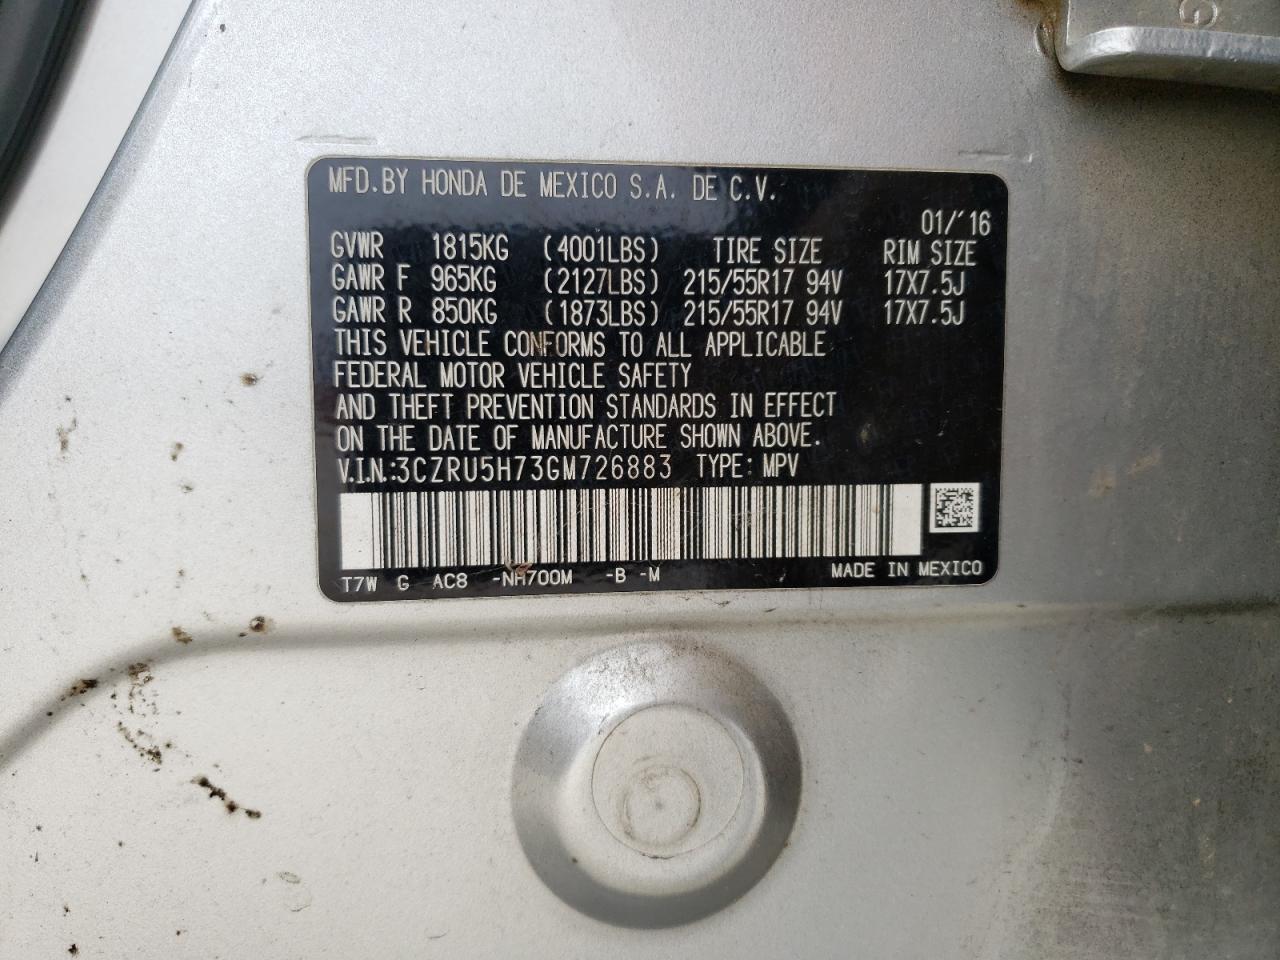 G
MFD.BY HONDA DE MEXICO S.A. DE C.V.
01/'16
GVWR 1815KG (4001LBS) TIRE SIZE RIM SIZE
GAWR F 965KG (2127LBS) 215/55R17 94V 17X7.5J
GAWR R 850KG (1873LBS) 215/55R17 94V 17X7.5J
THIS VEHICLE CONFORMS TO ALL APPLICABLE
FEDERAL MOTOR VEHICLE SAFETY
AND THEFT PREVENTION STANDARDS IN EFFECT
ON THE DATE OF MANUFACTURE SHOWN ABOVE.
V.I.N.:3CZRU5H73GM726883 TYPE: MPV
T7W G AC8 -NH700M -B -M MADE IN MEXICO